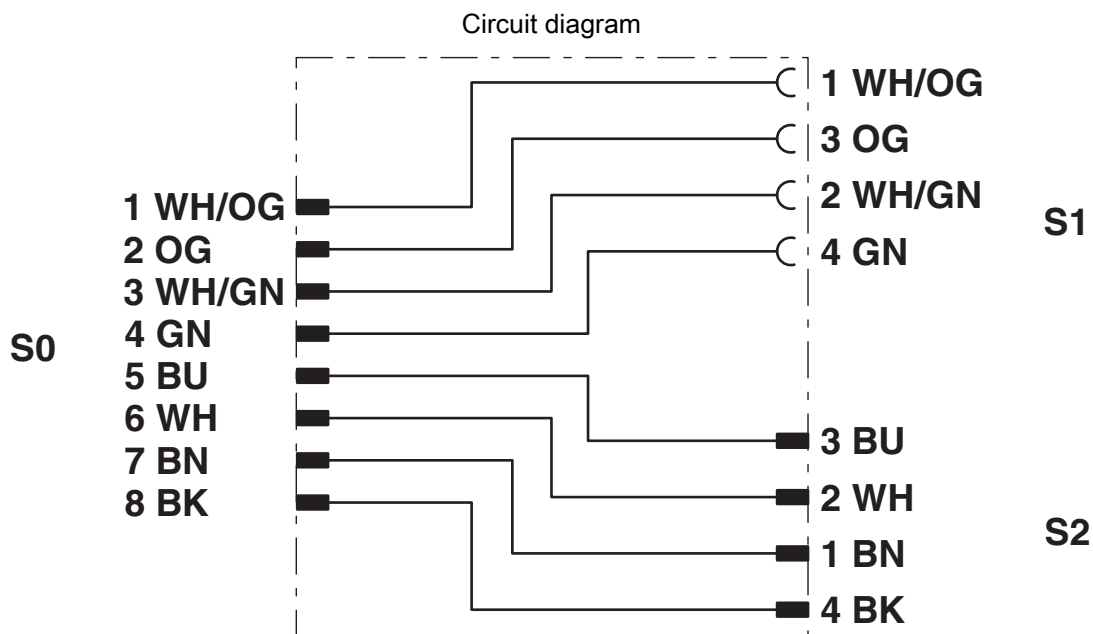 Circuit diagram
S0
1 WH/OG
2 OG
3 WH/GN
4 GN
5 BU
6 WH
7 BN
8 BK
1 WH/OG
3 OG
2 WH/GN
4 GN
S1
3 BU
2 WH
1 BN
4 BK
S2